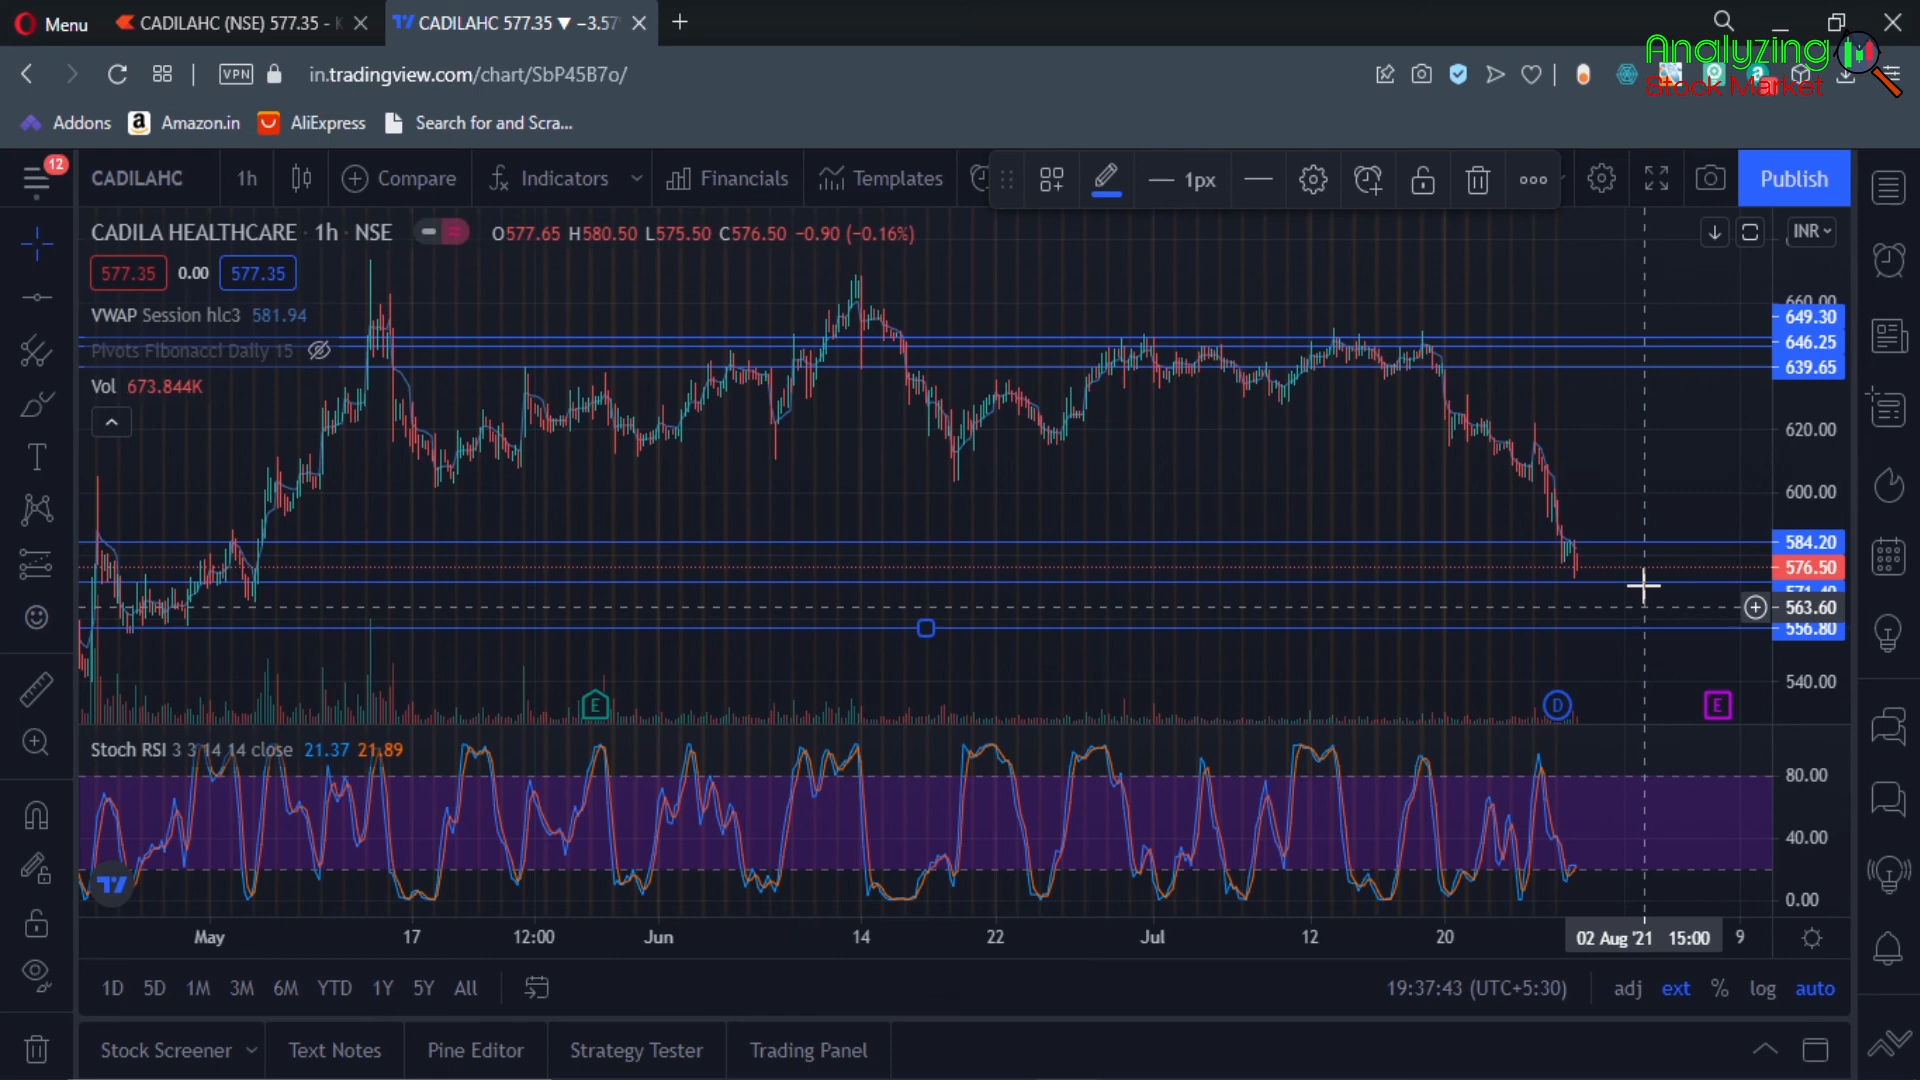 Menu
CADILAHC (NSE) 577.35 - K
CADILAHC 577.35 ▼ −3.57%
Analyzing
Stock Market
VPN
in.tradingview.com/chart/SbP45B7o/
Addons
Amazon.in
AliExpress
Search for and Scra...
12
CADILAHC
1h
Compare
Indicators
Financials
Templates
1px
Publish
CADILA HEALTHCARE · 1h · NSE
O577.65 H580.50 L575.50 C576.50 −0.90 (−0.16%)
INR
577.35 0.00 577.35
VWAP Session hlc3 581.94
Pivots Fibonacci Daily 15
Vol 673.844K
660.00
649.30
646.25
639.65
620.00
600.00
584.20
576.50
571.40
563.60
556.80
540.00
E
D
E
Stoch RSI 3 3 14 14 close 21.37 21.89
80.00
40.00
0.00
May 17 12:00 Jun 14 22 Jul 12 20 02 Aug '21 15:00 9
1D 5D 1M 3M 6M YTD 1Y 5Y All
19:37:43 (UTC+5:30)
adj ext % log auto
Stock Screener
Text Notes
Pine Editor
Strategy Tester
Trading Panel